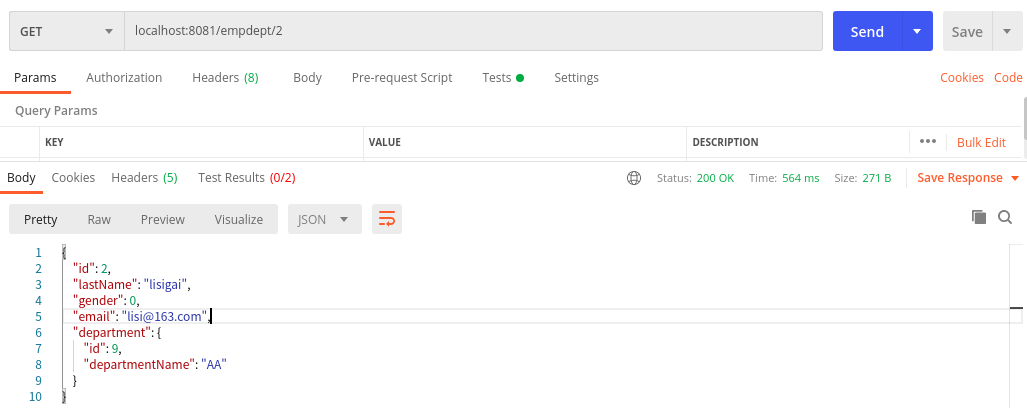 GET localhost:8081/empdept/2 Send Save
Params Authorization Headers (8) Body Pre-request Script Tests Settings Cookies Code
Query Params
KEY VALUE DESCRIPTION Bulk Edit
Body Cookies Headers (5) Test Results (0/2) Status: 200 OK Time: 564 ms Size: 271 B Save Response
Pretty Raw Preview Visualize JSON
1 {
2 "id": 2,
3 "lastName": "lisigai",
4 "gender": 0,
5 "email": "lisi@163.com",
6 "department": {
7 "id": 9,
8 "departmentName": "AA"
9 }
10 }